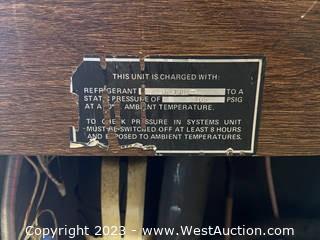 THIS UNIT IS CHARGED WITH:
REFRIGERANT TO A
STATIC PRESSURE OF PSIG
AT A AMBIENT TEMPERATURE.
TO CHECK PRESSURE IN SYSTEMS UNIT
MUST BE SWITCHED OFF AT LEAST 8 HOURS
AND EXPOSED TO AMBIENT TEMPERATURES.
Copyright 2023 - www.WestAuction.com